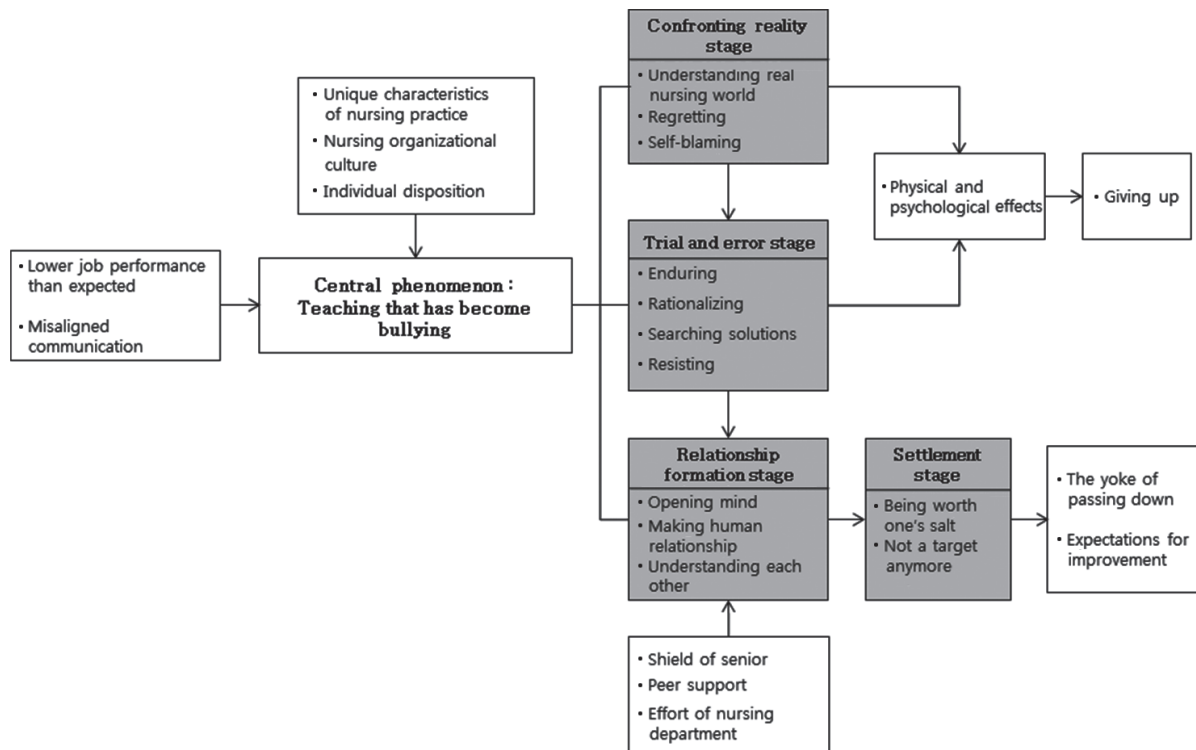 • Lower job performance
than expected
• Misaligned
communication
• Unique characteristics
of nursing practice
• Nursing organizational
culture
• Individual disposition
Central phenomenon :
Teaching that has become
bullying
Confronting reality
stage
• Understanding real
nursing world
• Regretting
• Self-blaming
Trial and error stage
• Enduring
• Rationalizing
• Searching solutions
• Resisting
• Physical and
psychological effects
• Giving up
Relationship
formation stage
• Opening mind
• Making human
relationship
• Understanding each
other
Settlement
stage
• Being worth
one's salt
• Not a target
anymore
• The yoke of
passing down
• Expectations for
improvement
• Shield of senior
• Peer support
• Effort of nursing
department